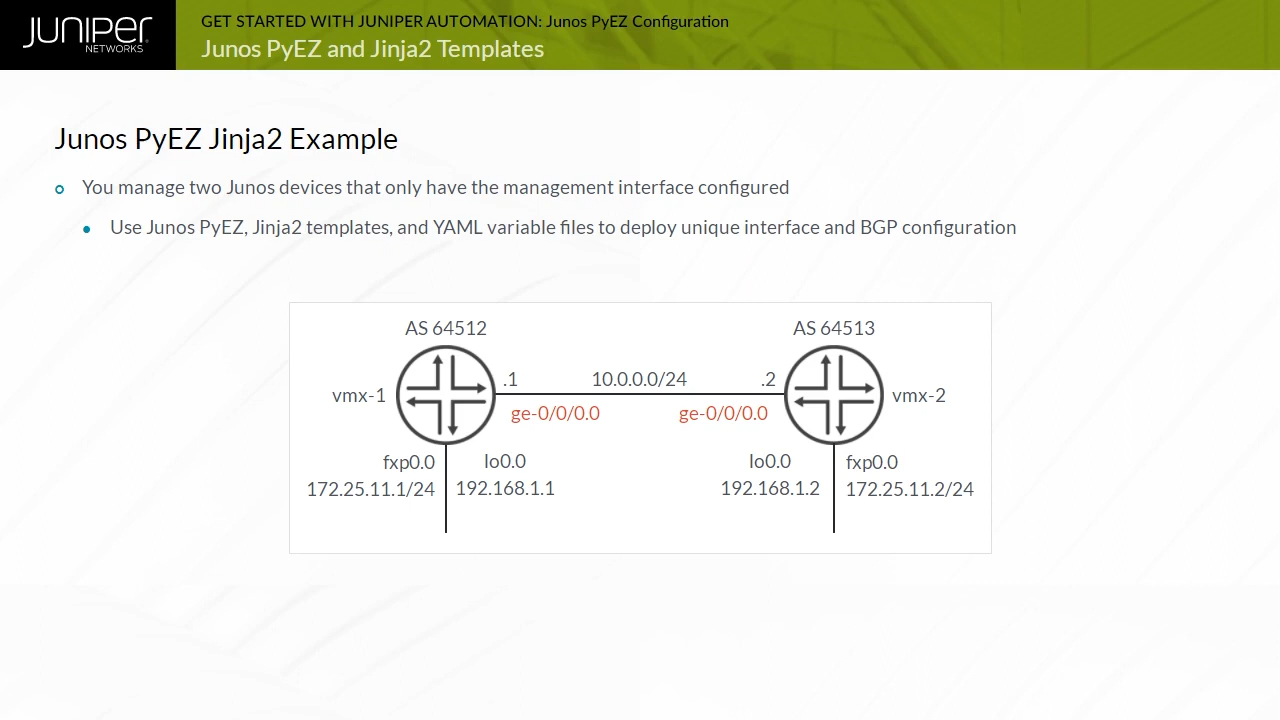 JUNIPER
NETWORKS
GET STARTED WITH JUNIPER AUTOMATION: Junos PyEZ Configuration
Junos PyEZ and Jinja2 Templates
Junos PyEZ Jinja2 Example
You manage two Junos devices that only have the management interface configured
Use Junos PyEZ, Jinja2 templates, and YAML variable files to deploy unique interface and BGP configuration
AS 64512
AS 64513
.1
10.0.0.0/24
.2
vmx-1
vmx-2
ge-0/0/0.0
ge-0/0/0.0
fxp0.0
lo0.0
lo0.0
fxp0.0
172.25.11.1/24
192.168.1.1
192.168.1.2
172.25.11.2/24